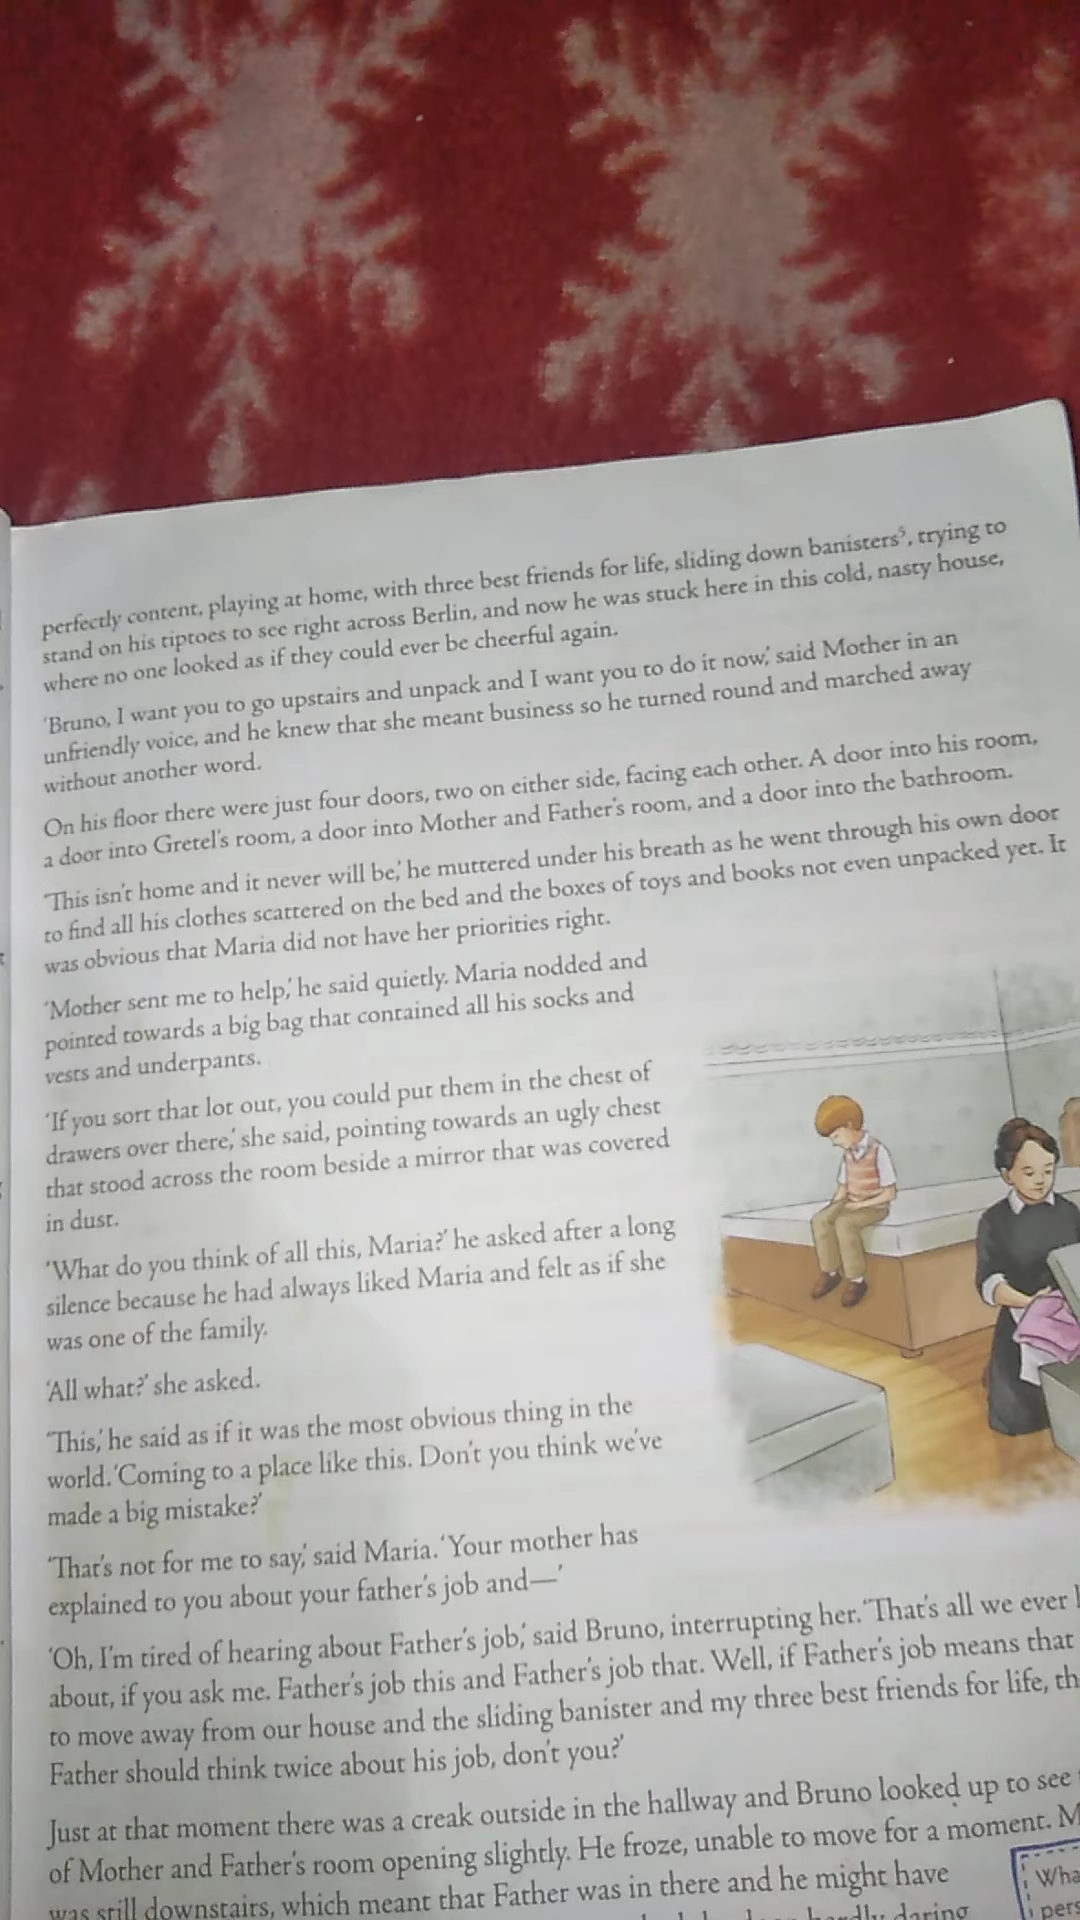 perfectly content, playing at home, with three best friends for life, sliding down banisters⁵, trying to
stand on his tiptoes to see right across Berlin, and now he was stuck here in this cold, nasty house,
where no one looked as if they could ever be cheerful again.
‘Bruno, I want you to go upstairs and unpack and I want you to do it now,’ said Mother in an
unfriendly voice, and he knew that she meant business so he turned round and marched away
without another word.
On his floor there were just four doors, two on either side, facing each other. A door into his room,
a door into Gretel’s room, a door into Mother and Father’s room, and a door into the bathroom.
‘This isn’t home and it never will be,’ he muttered under his breath as he went through his own door
to find all his clothes scattered on the bed and the boxes of toys and books not even unpacked yet. It
was obvious that Maria did not have her priorities right.
‘Mother sent me to help,’ he said quietly. Maria nodded and
pointed towards a big bag that contained all his socks and
vests and underpants.
‘If you sort that lot out, you could put them in the chest of
drawers over there,’ she said, pointing towards an ugly chest
that stood across the room beside a mirror that was covered
in dust.
‘What do you think of all this, Maria?’ he asked after a long
silence because he had always liked Maria and felt as if she
was one of the family.
‘All what?’ she asked.
‘This,’ he said as if it was the most obvious thing in the
world. ‘Coming to a place like this. Don’t you think we’ve
made a big mistake?’
‘That’s not for me to say,’ said Maria. ‘Your mother has
explained to you about your father’s job and—’
‘Oh, I’m tired of hearing about Father’s job,’ said Bruno, interrupting her. ‘That’s all we ever
about, if you ask me. Father’s job this and Father’s job that. Well, if Father’s job means that
to move away from our house and the sliding banister and my three best friends for life,
Father should think twice about his job, don’t you?’
Just at that moment there was a creak outside in the hallway and Bruno looked up to see
of Mother and Father’s room opening slightly. He froze, unable to move for a moment.
was still downstairs, which meant that Father was in there and he might have
hardly daring